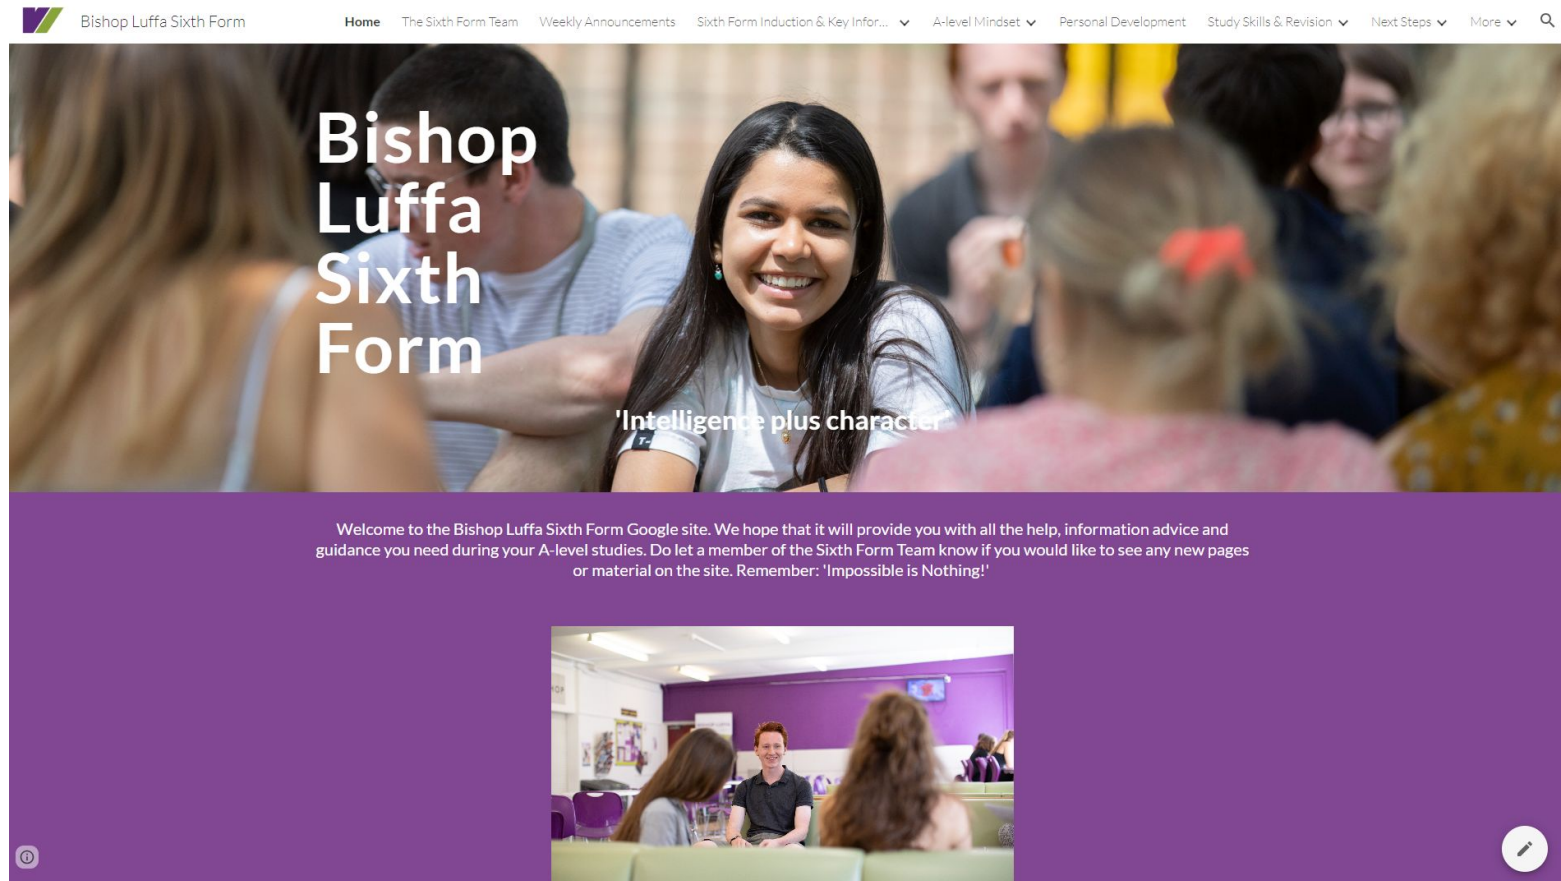 Bishop Luffa Sixth Form
Home
The Sixth Form Team
Weekly Announcements
Sixth Form Induction & Key Infor...
A-level Mindset
Personal Development
Study Skills & Revision
Next Steps
More
Bishop
Luffa
Sixth
Form
'Intelligence plus character'
T-
Welcome to the Bishop Luffa Sixth Form Google site. We hope that it will provide you with all the help, information advice and
guidance you need during your A-level studies. Do let a member of the Sixth Form Team know if you would like to see any new pages
or material on the site. Remember: 'Impossible is Nothing!'